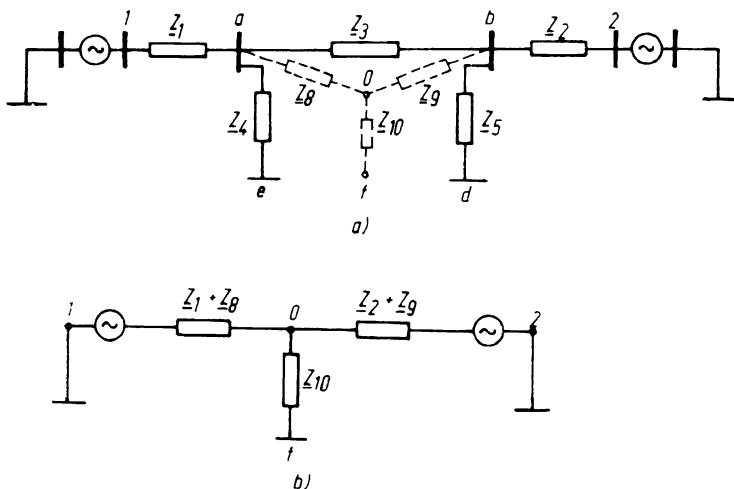 1 Z1 a Z3 b Z2 2
Z8 0 Z9
Z4 Z10 Z5
e f d
a)
1 Z1 + Z8 0 Z2 + Z9 2
Z10
f
b)